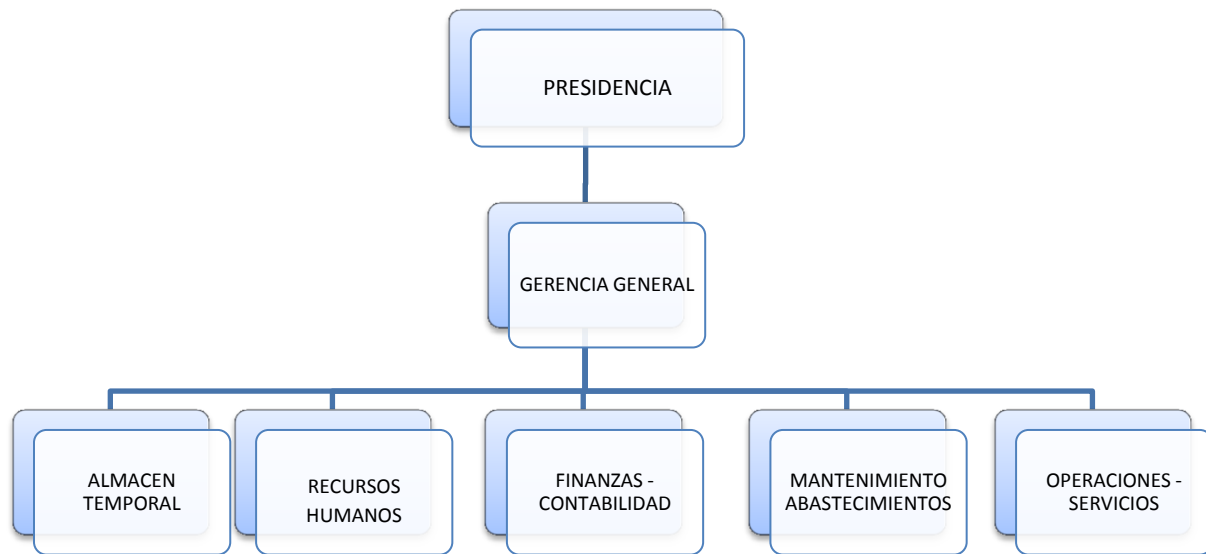 PRESIDENCIA
GERENCIA GENERAL
ALMACEN
TEMPORAL
RECURSOS
HUMANOS
FINANZAS -
CONTABILIDAD
MANTENIMIENTO
ABASTECIMIENTOS
OPERACIONES -
SERVICIOS